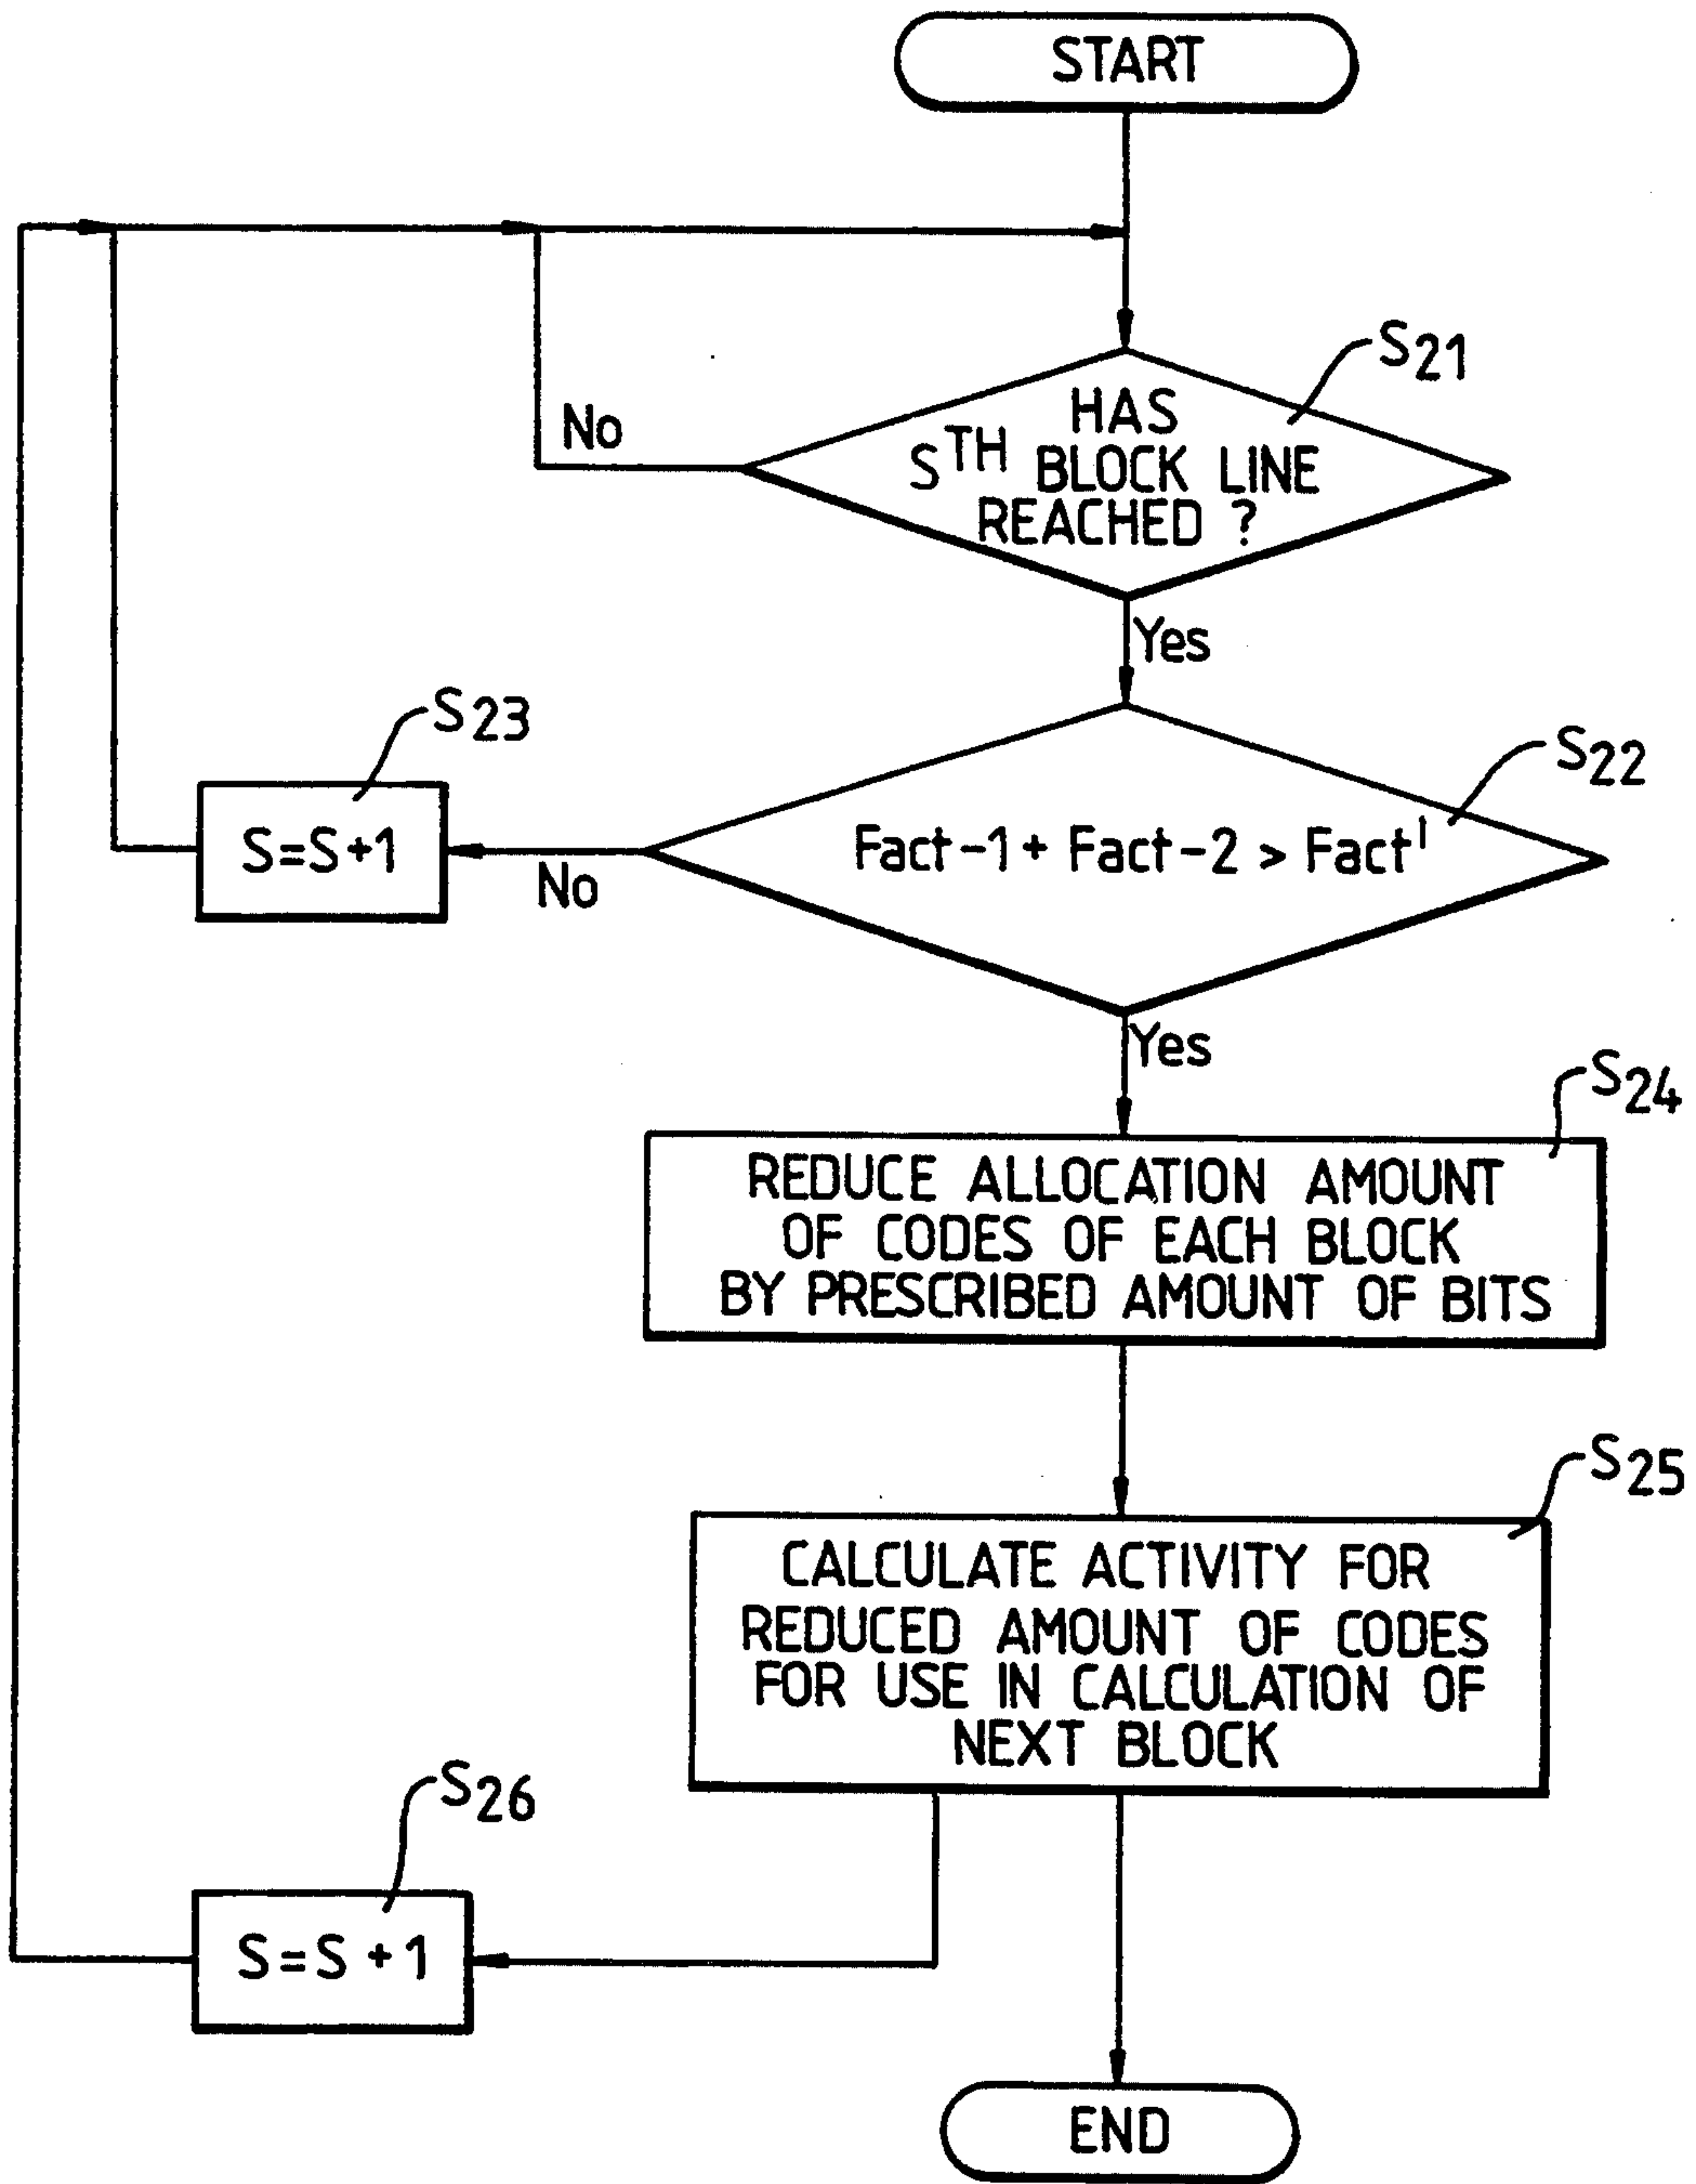 START
S21
HAS
STH BLOCK LINE
REACHED ?
No
Yes
S23
S22
S=S+1
Fact-1 + Fact-2 > Fact'
No
Yes
S24
REDUCE ALLOCATION AMOUNT
OF CODES OF EACH BLOCK
BY PRESCRIBED AMOUNT OF BITS
S25
CALCULATE ACTIVITY FOR
REDUCED AMOUNT OF CODES
FOR USE IN CALCULATION OF
NEXT BLOCK
S26
S=S+1
END